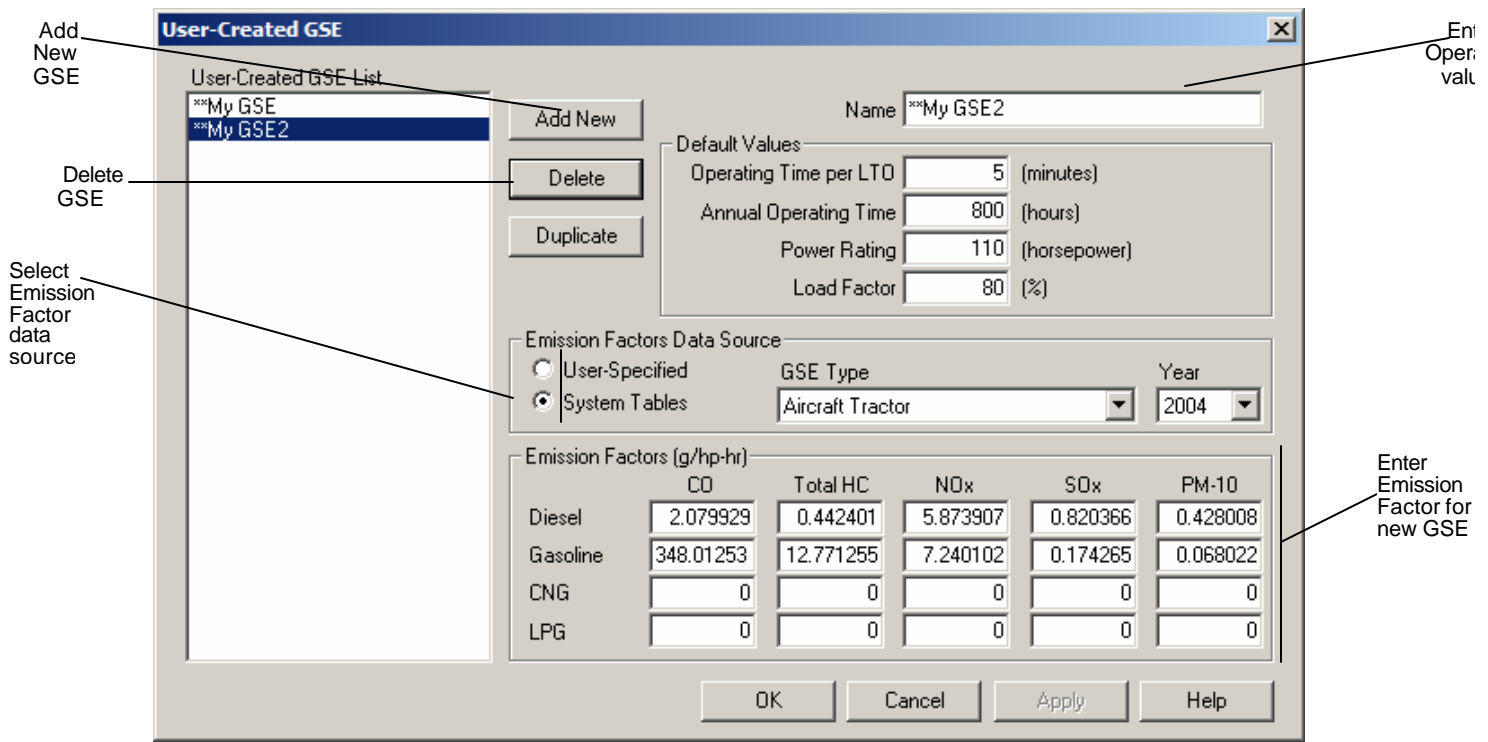 Add
New
GSE
User-Created GSE
User-Created GSE List
**My GSE
**My GSE2
Add New
Delete
Duplicate
Delete
GSE
Name **My GSE2
Default Values
Operating Time per LTO 5 (minutes)
Annual Operating Time 800 (hours)
Power Rating 110 (horsepower)
Load Factor 80 (%)
Select
Emission
Factor
data
source
Emission Factors Data Source
User-Specified
System Tables
GSE Type
Aircraft Tractor
Year
2004
Emission Factors (g/hp-hr)
CO Total HC NOx SOx PM-10
Diesel 2.079929 0.442401 5.873907 0.820366 0.428008
Gasoline 348.01253 12.771255 7.240102 0.174265 0.068022
CNG 0 0 0 0 0
LPG 0 0 0 0 0
Enter
Emission
Factor for
new GSE
OK Cancel Apply Help